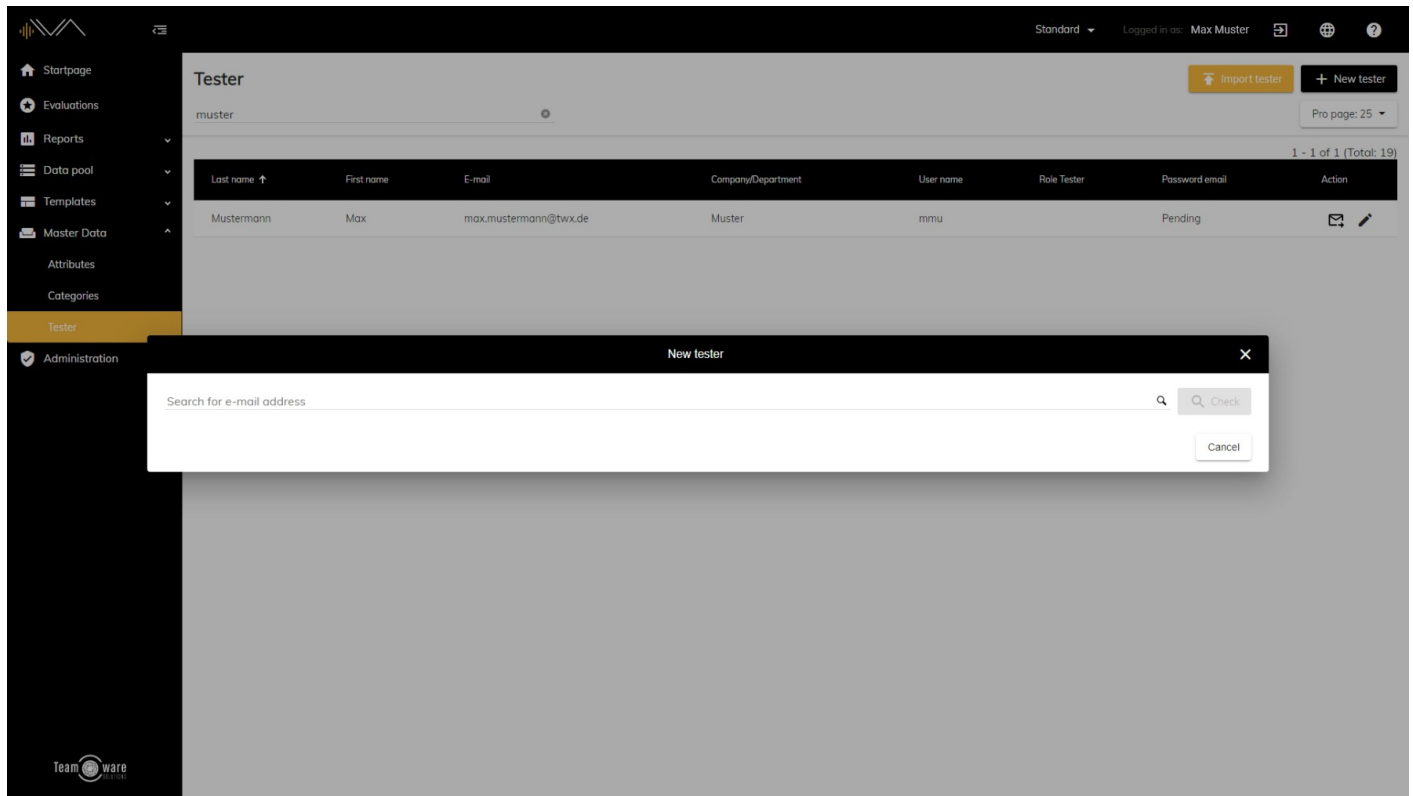 Standard Logged in as: Max Muster
Startpage
Evaluations
Reports
Data pool
Templates
Master Data
Attributes
Categories
Tester
Administration
Team ware
SOLUTIONS
Tester
Import tester
+ New tester
muster
Pro page: 25
1 - 1 of 1 (Total: 19)
Last name ↑ First name E-mail Company/Department User name Role Tester Password email Action
Mustermann Max max.mustermann@twx.de Muster mmu Pending
New tester
Search for e-mail address
Check
Cancel